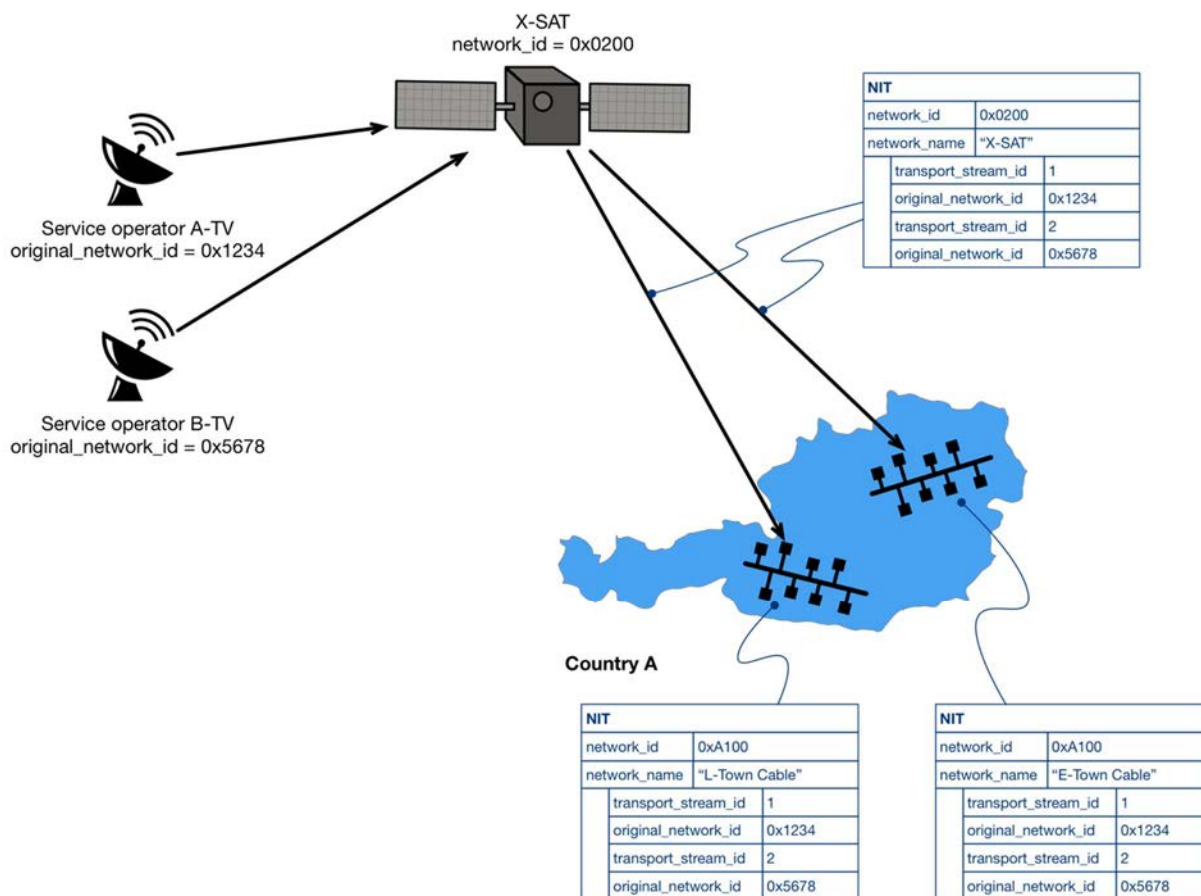 X-SAT
network_id = 0x0200
NIT
network_id 0x0200
network_name “X-SAT”
transport_stream_id 1
original_network_id 0x1234
transport_stream_id 2
original_network_id 0x5678
Service operator A-TV
original_network_id = 0x1234
Service operator B-TV
original_network_id = 0x5678
Country A
NIT
network_id 0xA100
network_name “L-Town Cable”
transport_stream_id 1
original_network_id 0x1234
transport_stream_id 2
original_network_id 0x5678
NIT
network_id 0xA100
network_name “E-Town Cable”
transport_stream_id 1
original_network_id 0x1234
transport_stream_id 2
original_network_id 0x5678